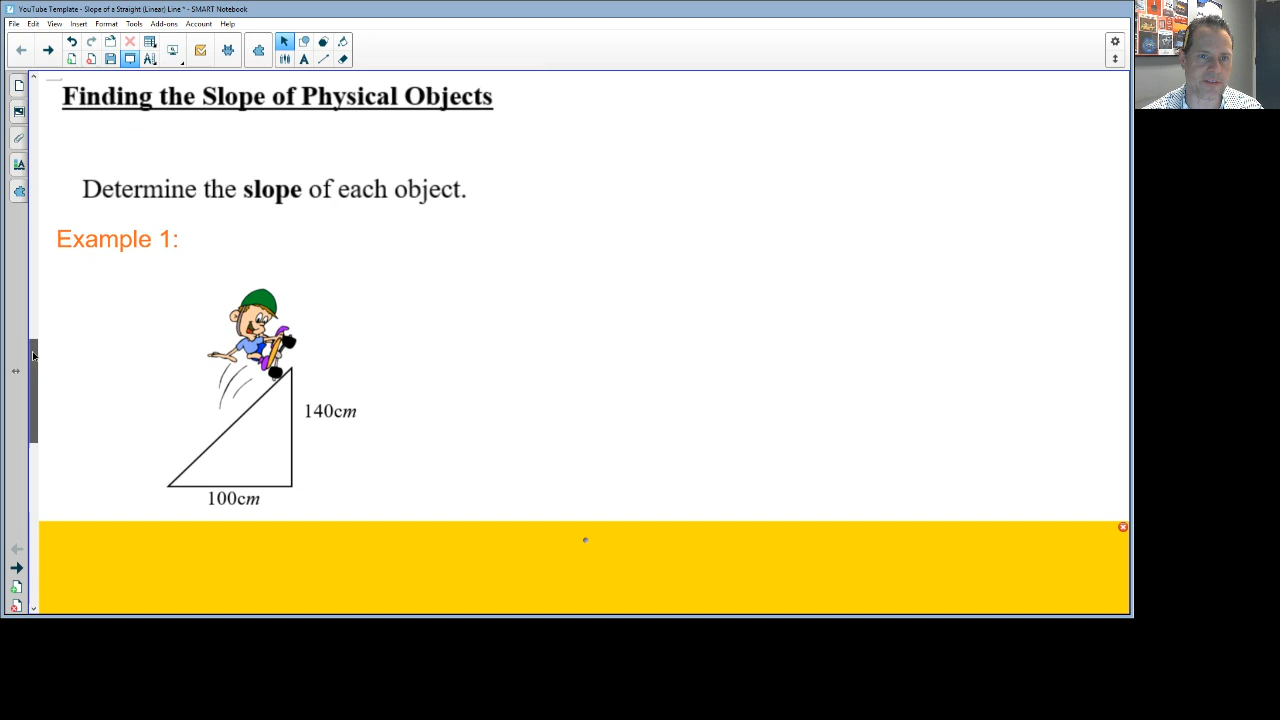 YouTube Template - Slope of a Straight (Linear) Line * - SMART Notebook
File Edit View Insert Format Tools Add-ons Account Help
Finding the Slope of Physical Objects
Determine the slope of each object.
Example 1:
140cm
100cm